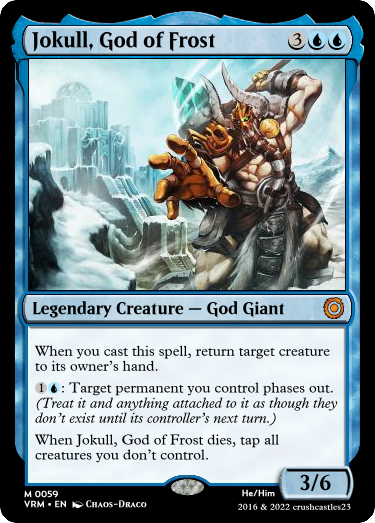 Jokull, God of Frost 3
Legendary Creature — God Giant
When you cast this spell, return target creature
to its owner's hand.
1 : Target permanent you control phases out.
(Treat it and anything attached to it as though they
don't exist until its controller's next turn.)
When Jokull, God of Frost dies, tap all
creatures you don't control.
3/6
M 0059
VRM • EN Chaos-Draco
He/Him
2016 & 2022 crushcastles23